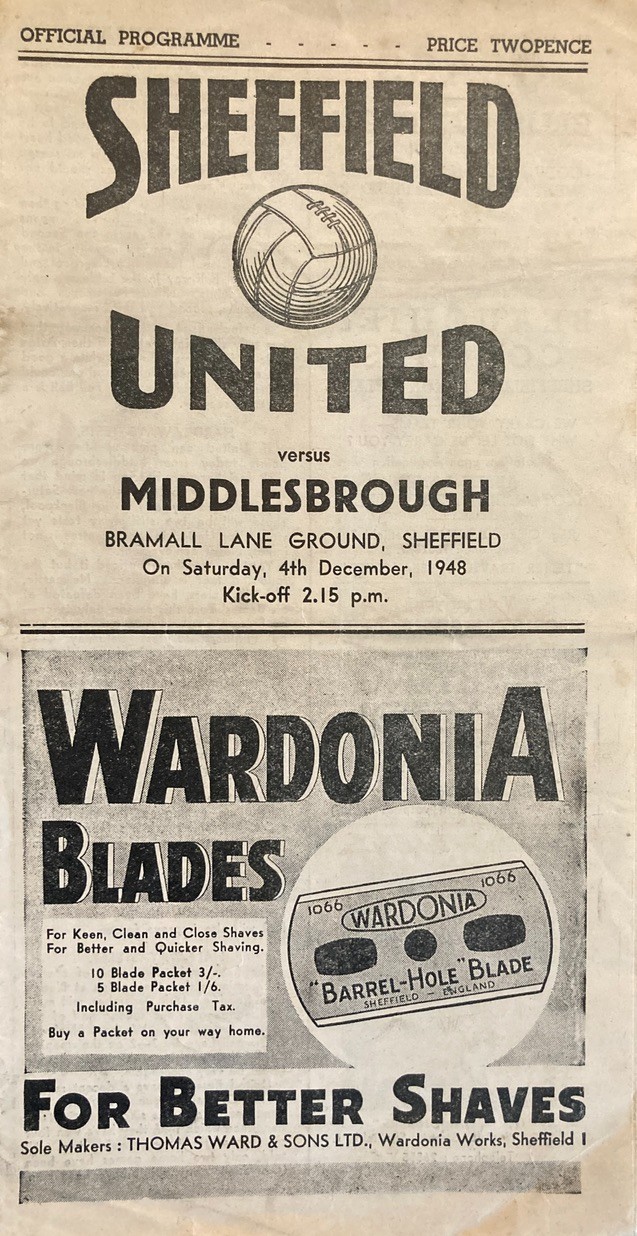 OFFICIAL PROGRAMME - - - - - PRICE TWOPENCE
SHEFFIELD
UNITED
versus
MIDDLESBROUGH
BRAMALL LANE GROUND, SHEFFIELD
On Saturday, 4th December, 1948
Kick-off 2.15 p.m.
WARDONIA
BLADES
For Keen, Clean and Close Shaves
For Better and Quicker Shaving.
10 Blade Packet 3/-.
5 Blade Packet 1/6.
Including Purchase Tax.
Buy a Packet on your way home.
1066 WARDONIA 1066
"BARREL-HOLE" BLADE
SHEFFIELD - ENGLAND
FOR BETTER SHAVES
Sole Makers : THOMAS WARD & SONS LTD., Wardonia Works, Sheffield 1